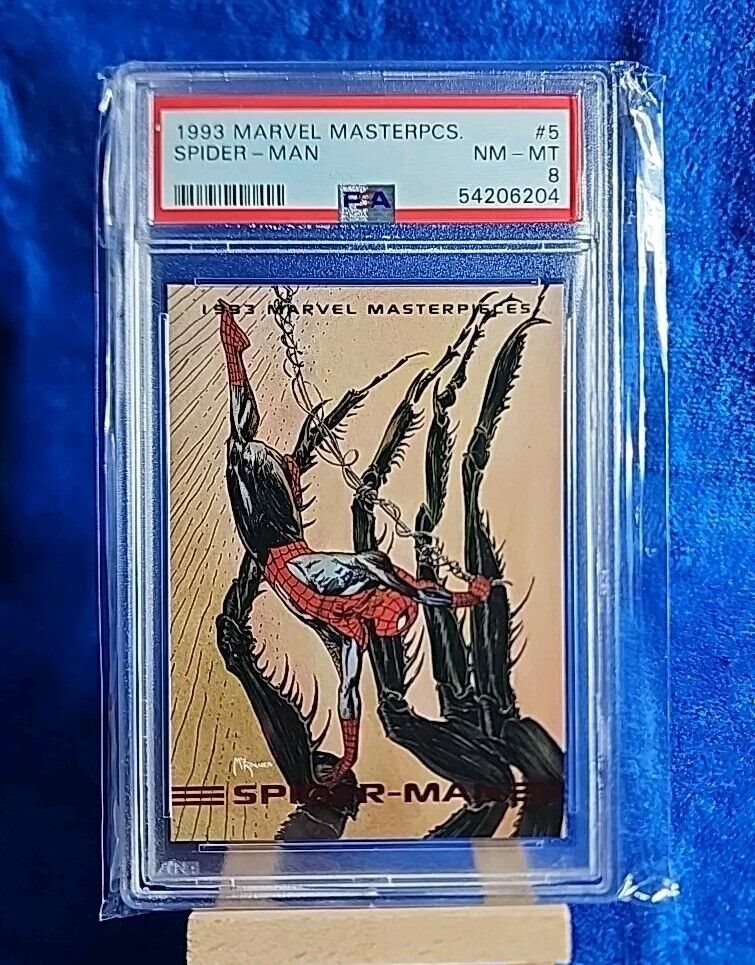 1993 MARVEL MASTERPCS. #5
SPIDER-MAN NM-MT
8
PSA 54206204
1993 MARVEL MASTERPIECES
SPIDER-MAN